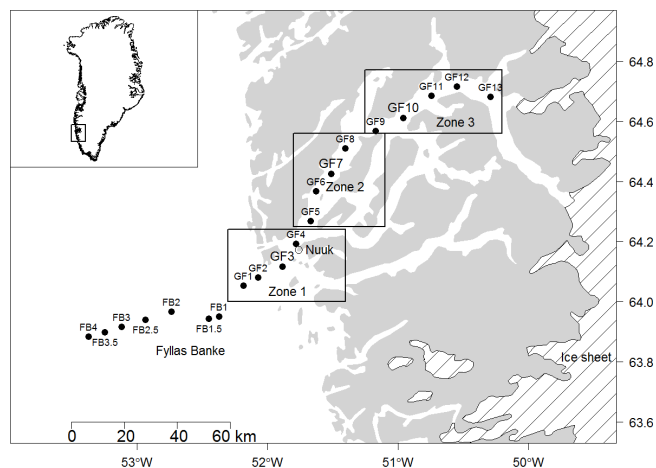 64.8
GF12
GF11
GF13
GF10
Zone 3
64.6
GF9
GF8
GF7
64.4
GF6
Zone 2
GF5
GF4
64.2
Nuuk
GF3
GF2
GF1
Zone 1
64.0
FB2
FB1
FB3
FB4
FB2.5
FB1.5
FB3.5
Fyllas Banke
Ice sheet
63.8
0 20 40 60 km
63.6
53°W 52°W 51°W 50°W